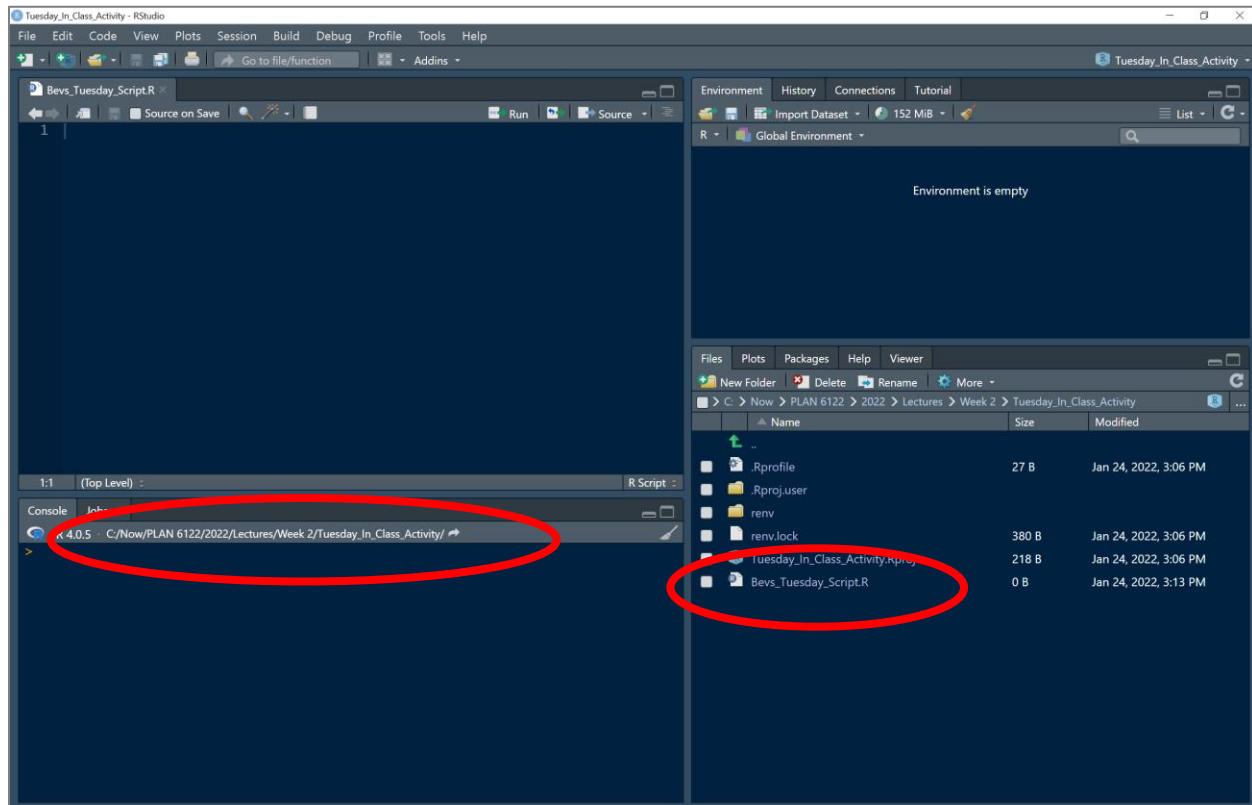 Tuesday_In_Class_Activity - RStudio
File Edit Code View Plots Session Build Debug Profile Tools Help
Go to file/function Addins Tuesday_In_Class_Activity
Bevs_Tuesday_Script.R
Source on Save Run Source
1
1:1 (Top Level) R Script
Console
R 4.0.5 · C:/Now/PLAN 6122/2022/Lectures/Week 2/Tuesday_In_Class_Activity/
>
Environment History Connections Tutorial
Import Dataset 152 MiB List
R Global Environment
Environment is empty
Files Plots Packages Help Viewer
New Folder Delete Rename More
C: > Now > PLAN 6122 > 2022 > Lectures > Week 2 > Tuesday_In_Class_Activity ...
Name Size Modified
..
.Rprofile 27 B Jan 24, 2022, 3:06 PM
.Rproj.user
renv
renv.lock 380 B Jan 24, 2022, 3:06 PM
Tuesday_In_Class_Activity.Rproj 218 B Jan 24, 2022, 3:06 PM
Bevs_Tuesday_Script.R 0 B Jan 24, 2022, 3:13 PM